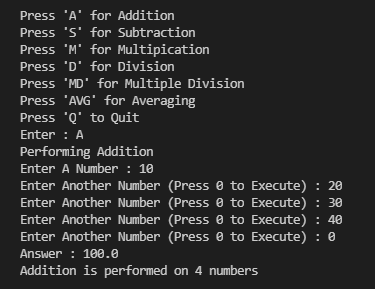 Press 'A' for Addition
Press 'S' for Subtraction
Press 'M' for Multipication
Press 'D' for Division
Press 'MD' for Multiple Division
Press 'AVG' for Averaging
Press 'Q' to Quit
Enter : A
Performing Addition
Enter A Number : 10
Enter Another Number (Press 0 to Execute) : 20
Enter Another Number (Press 0 to Execute) : 30
Enter Another Number (Press 0 to Execute) : 40
Enter Another Number (Press 0 to Execute) : 0
Answer : 100.0
Addition is performed on 4 numbers